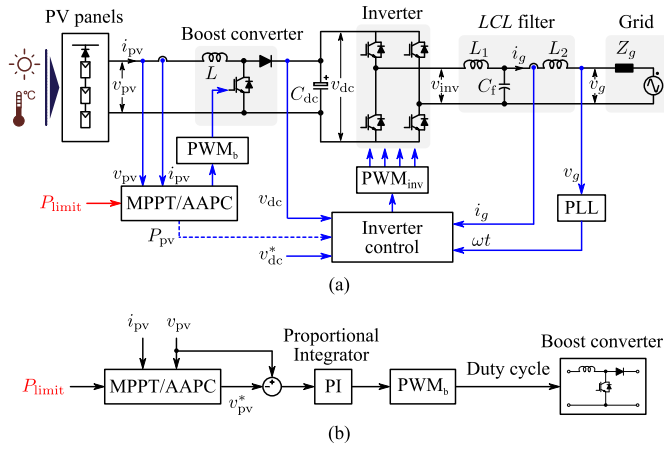 PV panels
Boost converter
Inverter
LCL filter
Grid
i_pv
L
v_pv
C_dc
v_dc
v_inv
L_1
i_g
L_2
C_f
v_g
Z_g
°C
PWM_b
v_pv
i_pv
P_limit
MPPT/AAPC
PWM_inv
v_g
PLL
v_dc
P_pv
v_dc^*
Inverter
control
i_g
ωt
(a)
i_pv
v_pv
Proportional
Integrator
Boost converter
P_limit
MPPT/AAPC
v_pv^*
+
-
PI
PWM_b
Duty cycle
(b)